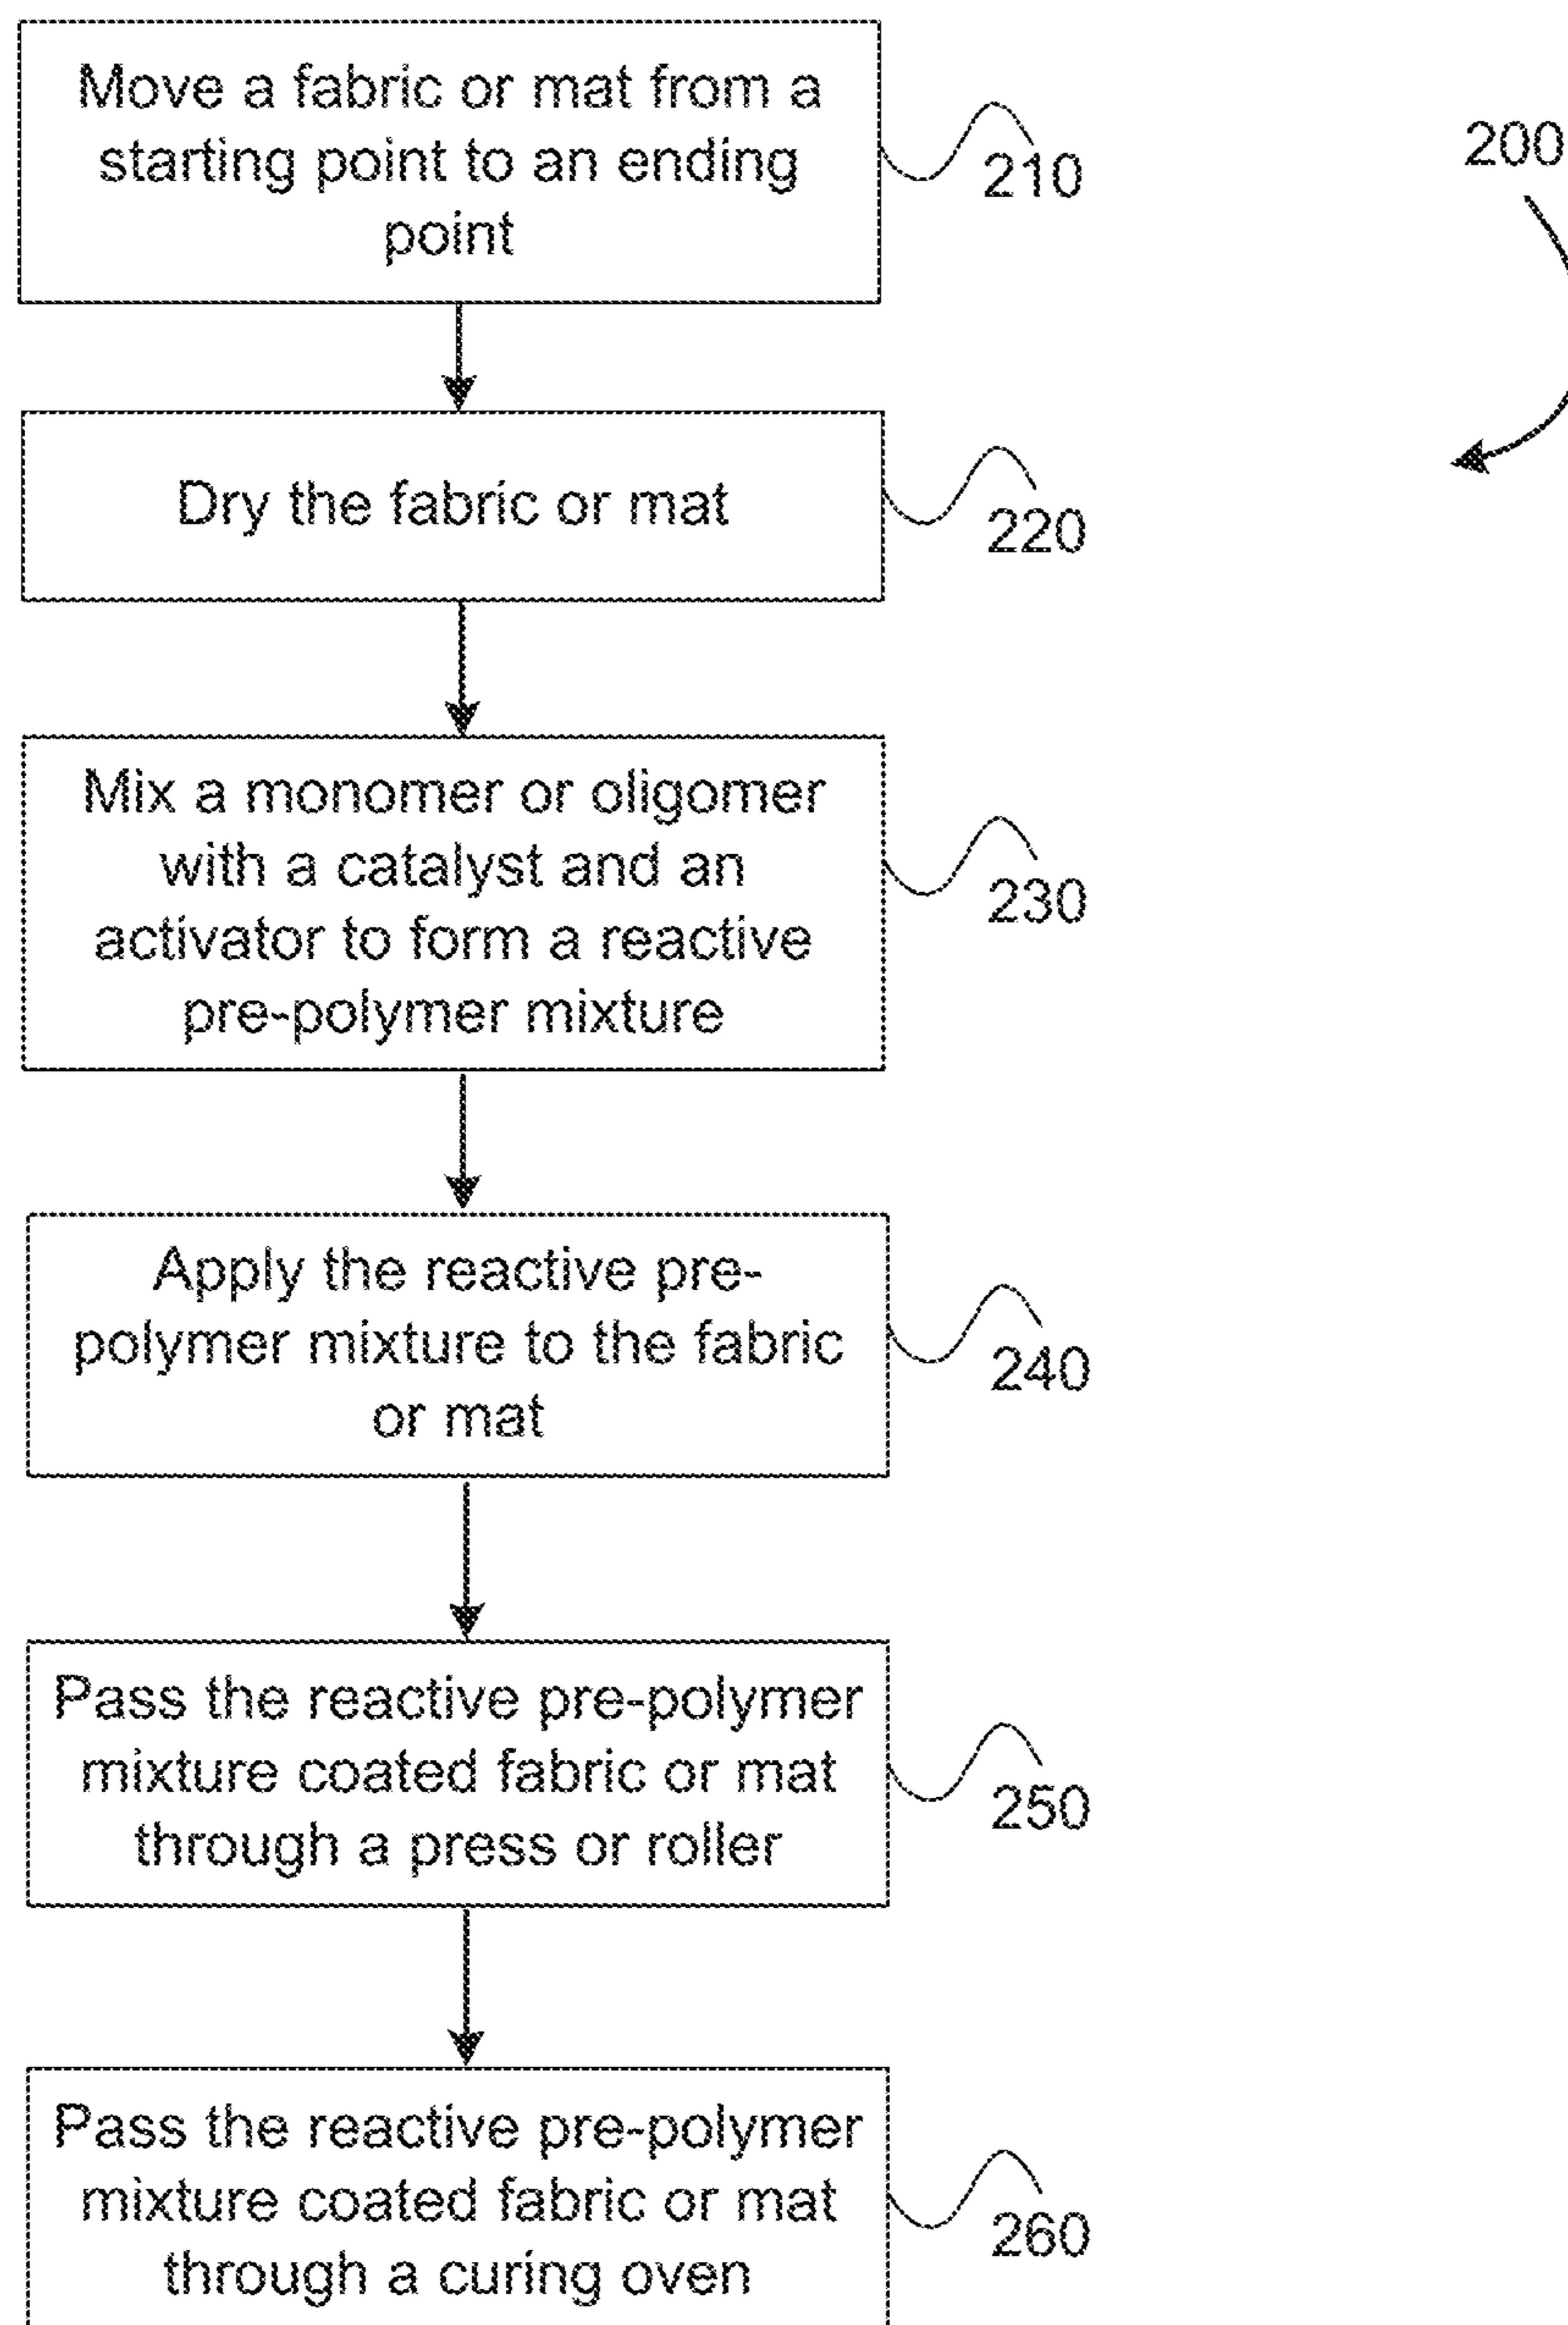 Move a fabric or mat from a
starting point to an ending
point
210
200
Dry the fabric or mat
220
Mix a monomer or oligomer
with a catalyst and an
activator to form a reactive
pre-polymer mixture
230
Apply the reactive pre-
polymer mixture to the fabric
or mat
240
Pass the reactive pre-polymer
mixture coated fabric or mat
through a press or roller
250
Pass the reactive pre-polymer
mixture coated fabric or mat
through a curing oven
260